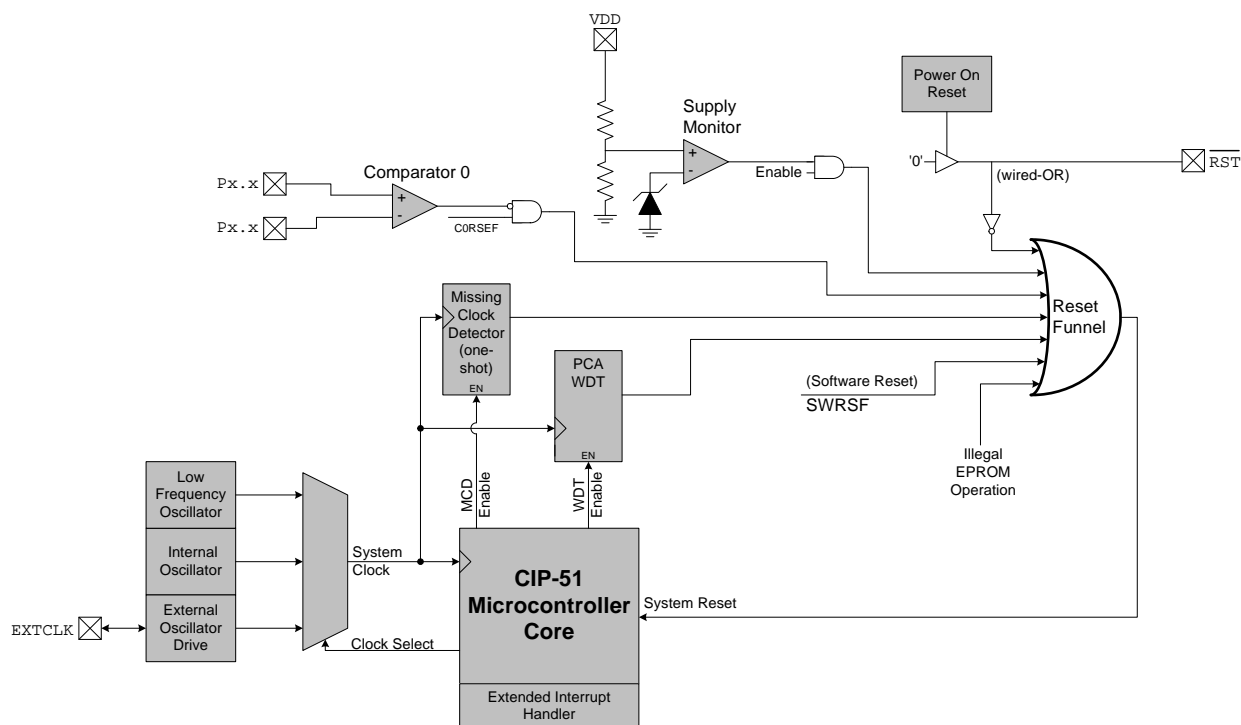 VDD
Power On
Reset
Supply
Monitor
+
-
Enable
'0'
(wired-OR)
RST
Comparator 0
Px.x
Px.x
+
-
C0RSEF
Missing
Clock
Detector
(one-
shot)
EN
PCA
WDT
EN
Reset
Funnel
(Software Reset)
SWRSF
Illegal
EPROM
Operation
MCD
Enable
WDT
Enable
Low
Frequency
Oscillator
Internal
Oscillator
External
Oscillator
Drive
EXTCLK
System
Clock
Clock Select
CIP-51
Microcontroller
Core
System Reset
Extended Interrupt
Handler